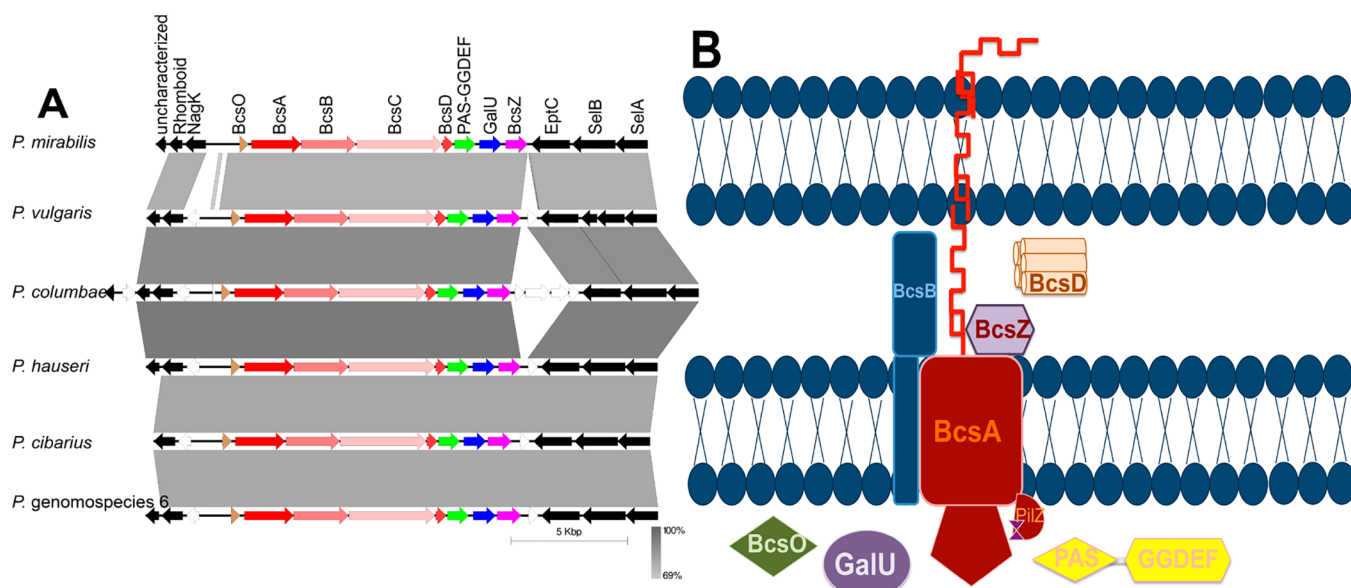 A
uncharacterized
Rhomboid
NagK
BcsO
BcsA
BcsB
BcsC
BcsD
PAS-GGDEF
GalU
BcsZ
EptC
SelB
SelA
P. mirabilis
P. vulgaris
P. columbae
P. hauseri
P. cibarius
P. genomospecies 6
5 Kbp
100%
69%
B
BcsB
BcsD
BcsZ
BcsA
PilZ
BcsO
GalU
PAS
GGDEF